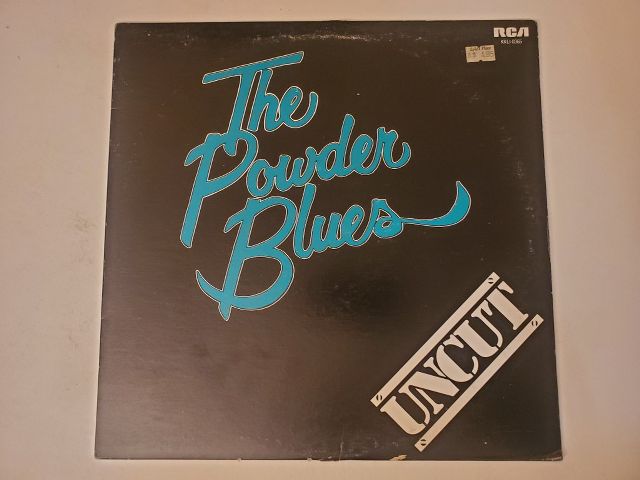 RCA
The
Powder
Blues
UNCUT